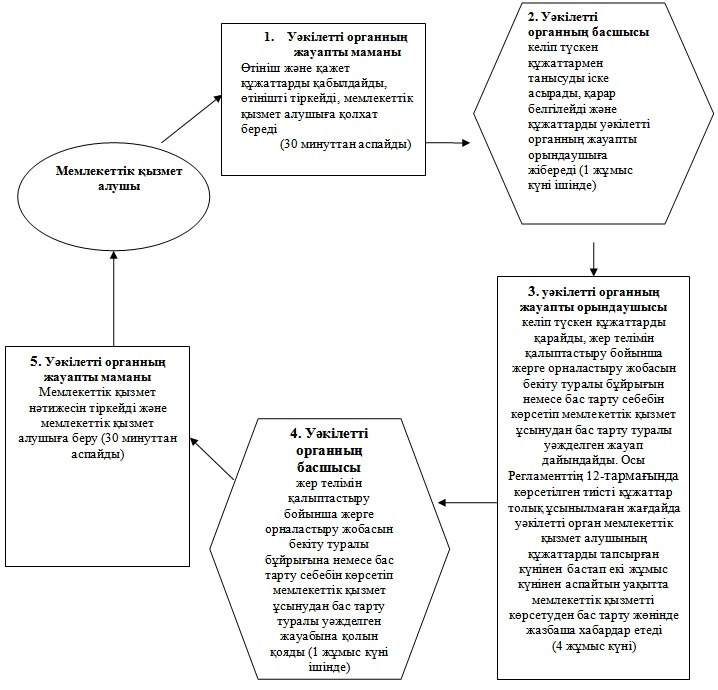 Мемлекеттік қызмет
алушы
1. Уәкілетті органның
жауапты маманы
Өтініш және қажет
құжаттарды қабылдайды,
өтінішті тіркейді, мемлекеттік
қызмет алушыға қолхат
береді
(30 минуттан аспайды)
2. Уәкілетті
органның басшысы
келіп түскен
құжаттармен
танысуды іске
асырады, қарар
белгілейді және
құжаттарды уәкілетті
органның жауапты
орындаушыға
жібереді (1 жұмыс
күні ішінде)
3. уәкілетті органның
жауапты орындаушысы
келіп түскен құжаттарды
қарайды, жер телімін
қалыптастыру бойынша
жерге орналастыру жобасын
бекіту туралы бұйрығын
немесе бас тарту себебін
көрсетіп мемлекеттік қызмет
ұсынудан бас тарту туралы
уәжделген жауап
дайындайды. Осы
Регламенттің 12-тармағында
көрсетілген тиісті құжаттар
толық ұсынылмаған жағдайда
уәкілетті орган мемлекеттік
қызмет алушының
құжаттарды тапсырған
күнінен бастап екі жұмыс
күнінен аспайтын уақытта
мемлекеттік қызметті
көрсетуден бас тарту жөнінде
жазбаша хабардар етеді
(4 жұмыс күні)
4. Уәкілетті
органның
басшысы
жер телімін
қалыптастыру
бойынша жерге
орналастыру жобасын
бекіту туралы
бұйрығына немесе бас
тарту себебін көрсетіп
мемлекеттік қызмет
ұсынудан бас тарту
туралы уәжделген
жауабына қолын
қояды (1 жұмыс күні
ішінде)
5. Уәкілетті органның
жауапты маманы
Мемлекеттік қызмет
нәтижесін тіркейді және
мемлекеттік қызмет
алушыға беру (30 минуттан
аспайды)